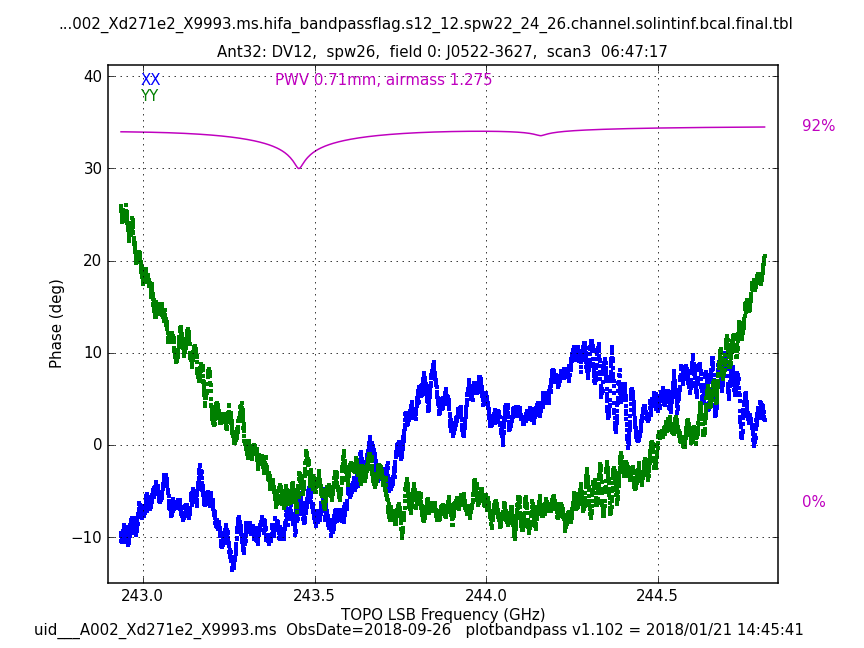 ...002_Xd271e2_X9993.ms.hifa_bandpassflag.s12_12.spw22_24_26.channel.solintinf.bcal.final.tbl
Ant32: DV12, spw26, field 0: J0522-3627, scan3 06:47:17
XX
YY
PWV 0.71mm, airmass 1.275
92%
0%
40
30
20
10
0
−10
Phase (deg)
243.0 243.5 244.0 244.5
TOPO LSB Frequency (GHz)
uid___A002_Xd271e2_X9993.ms ObsDate=2018-09-26 plotbandpass v1.102 = 2018/01/21 14:45:41